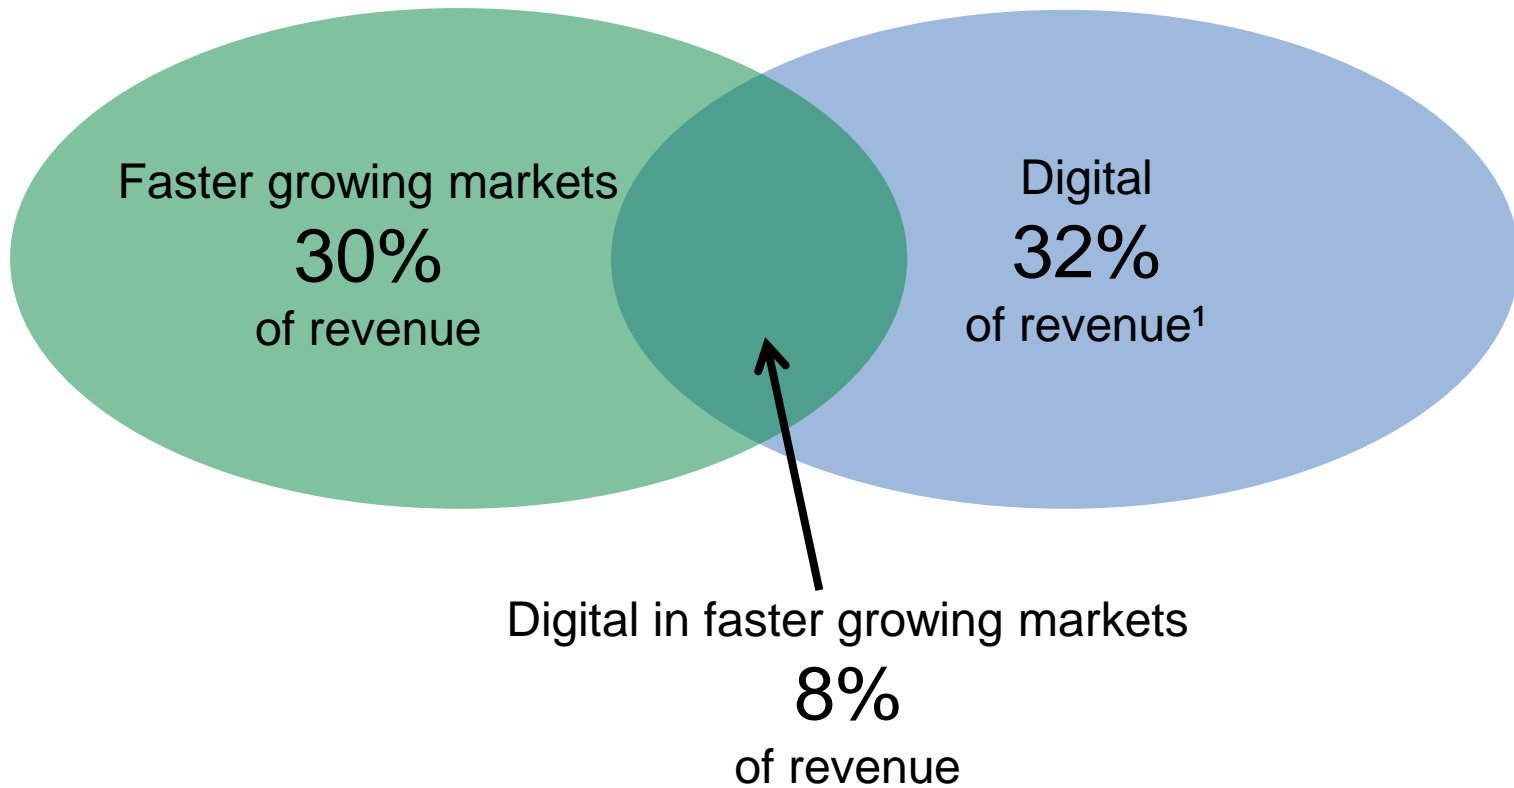 Faster growing markets
30%
of revenue
Digital
32%
of revenue¹
Digital in faster growing markets
8%
of revenue